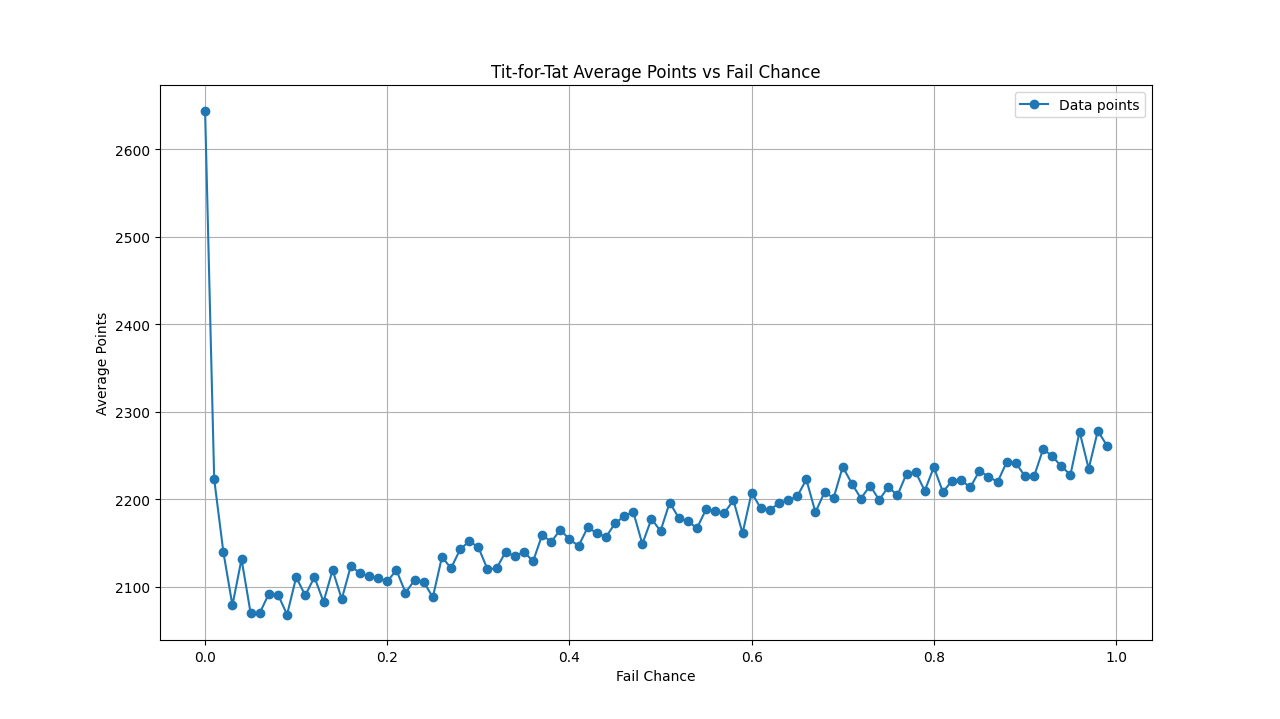 Tit-for-Tat Average Points vs Fail Chance
Data points
Average Points
2600
2500
2400
2300
2200
2100
0.0 0.2 0.4 0.6 0.8 1.0
Fail Chance